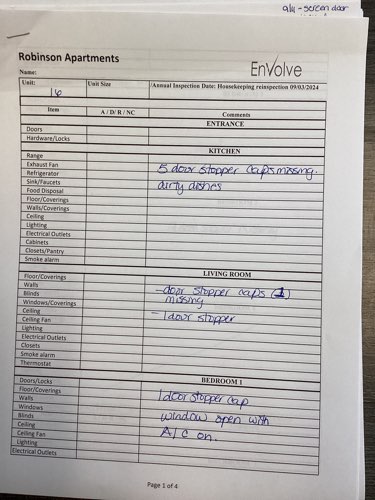 a/u - screen door
Robinson Apartments
EnVolve
Name:
Unit: 16 Unit Size /Annual Inspection Date: Housekeeping reinspection 09/03/2024
Item A / D / R / NC Comments
ENTRANCE
Doors
Hardware/Locks
KITCHEN
Range
Exhaust Fan 5 door stopper caps missing.
Refrigerator
Sink/Faucets dirty dishes
Food Disposal
Floor/Coverings
Walls/Coverings
Ceiling
Lighting
Electrical Outlets
Cabinets
Closets/Pantry
Smoke alarm
LIVING ROOM
Floor/Coverings
Walls - door stopper caps (1)
Blinds missing
Windows/Coverings
Ceiling - 1 door stopper
Ceiling Fan
Lighting
Electrical Outlets
Closets
Smoke alarm
Thermostat
BEDROOM 1
Doors/Locks
Floor/Coverings 1 door stopper cap
Walls
Windows window open with
Blinds
Ceiling A/C on.
Ceiling Fan
Lighting
Electrical Outlets
Page 1 of 4